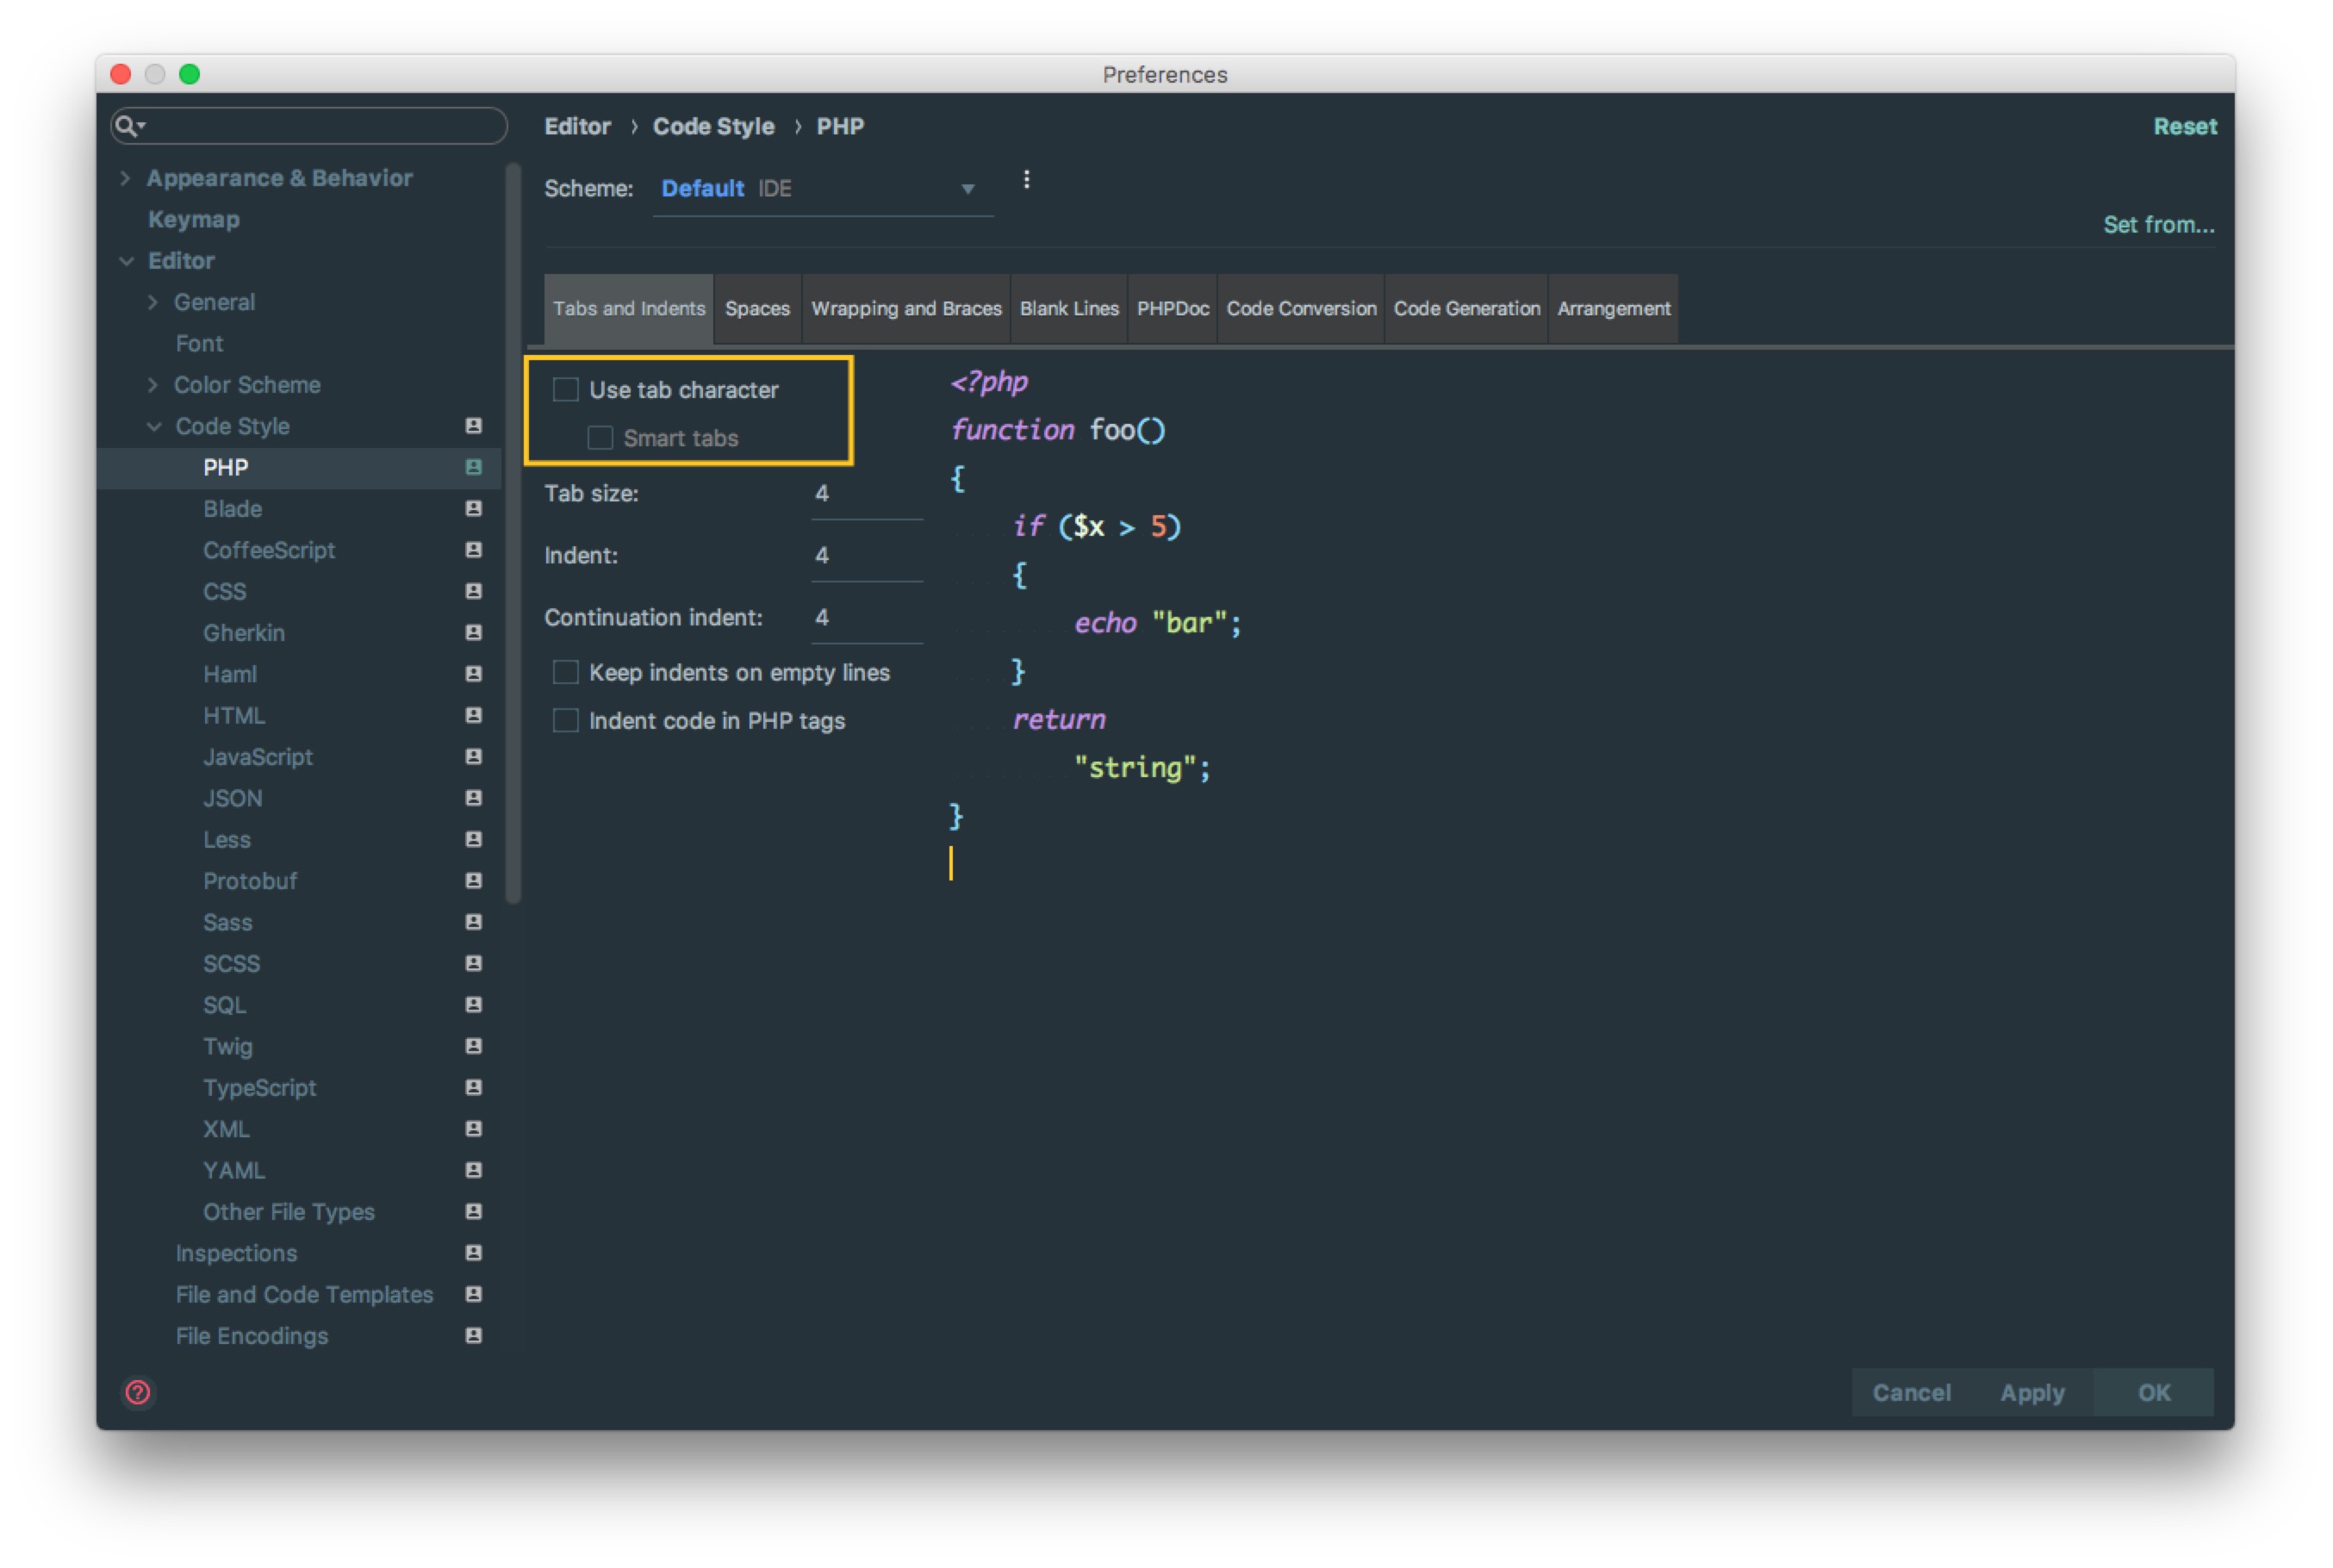 Preferences
Appearance & Behavior
Keymap
Editor
General
Font
Color Scheme
Code Style
PHP
Blade
CoffeeScript
CSS
Gherkin
Haml
HTML
JavaScript
JSON
Less
Protobuf
Sass
SCSS
SQL
Twig
TypeScript
XML
YAML
Other File Types
Inspections
File and Code Templates
File Encodings
Editor › Code Style › PHP
Reset
Scheme: Default IDE
Set from...
Tabs and Indents Spaces Wrapping and Braces Blank Lines PHPDoc Code Conversion Code Generation Arrangement
Use tab character
Smart tabs
Tab size: 4
Indent: 4
Continuation indent: 4
Keep indents on empty lines
Indent code in PHP tags
<?php
function foo()
{
    if ($x > 5)
    {
        echo "bar";
    }
    return
        "string";
}
?
Cancel Apply OK